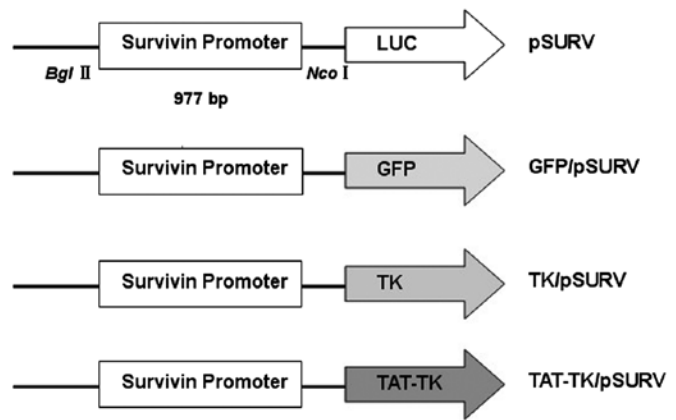 Survivin Promoter LUC pSURV
Bgl II Nco I
977 bp
Survivin Promoter GFP GFP/pSURV
Survivin Promoter TK TK/pSURV
Survivin Promoter TAT-TK TAT-TK/pSURV